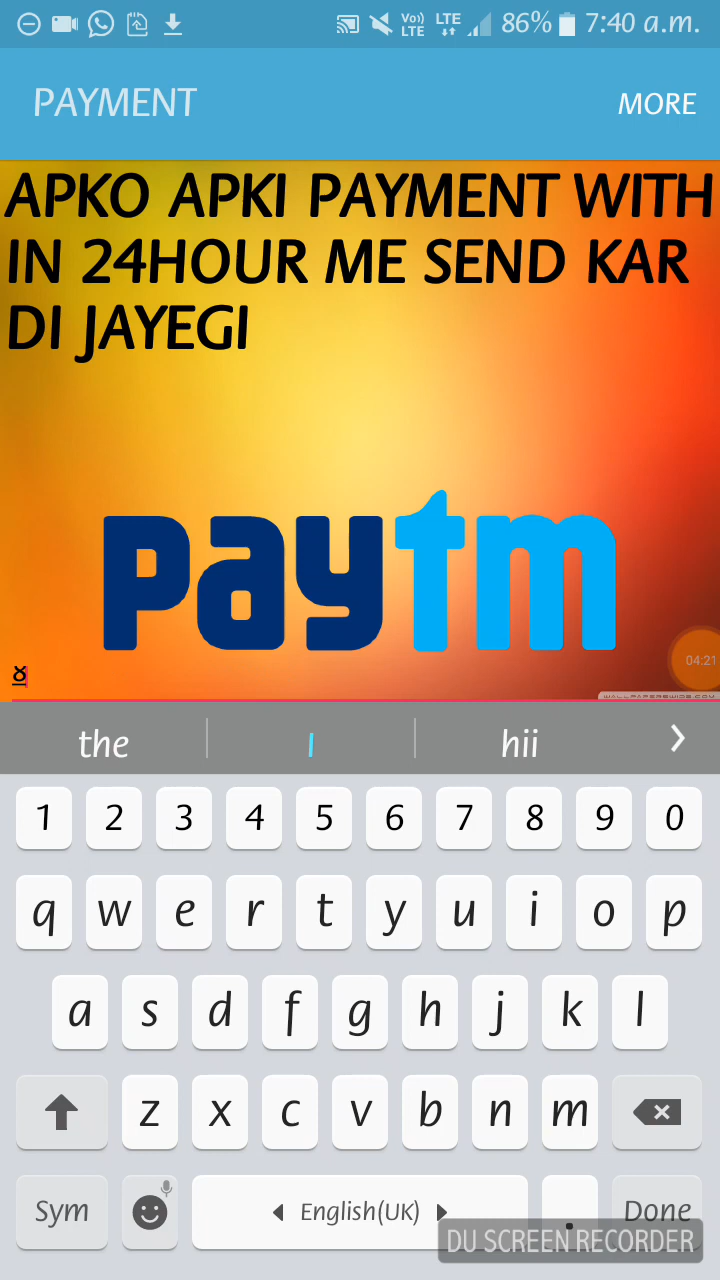 86% 7:40 a.m.
PAYMENT
MORE
APKO APKI PAYMENT WITH
IN 24HOUR ME SEND KAR
DI JAYEGI
paytm
04:21
the I hii
1 2 3 4 5 6 7 8 9 0
q w e r t y u i o p
a s d f g h j k l
z x c v b n m
Sym English(UK) . Done
DU SCREEN RECORDER